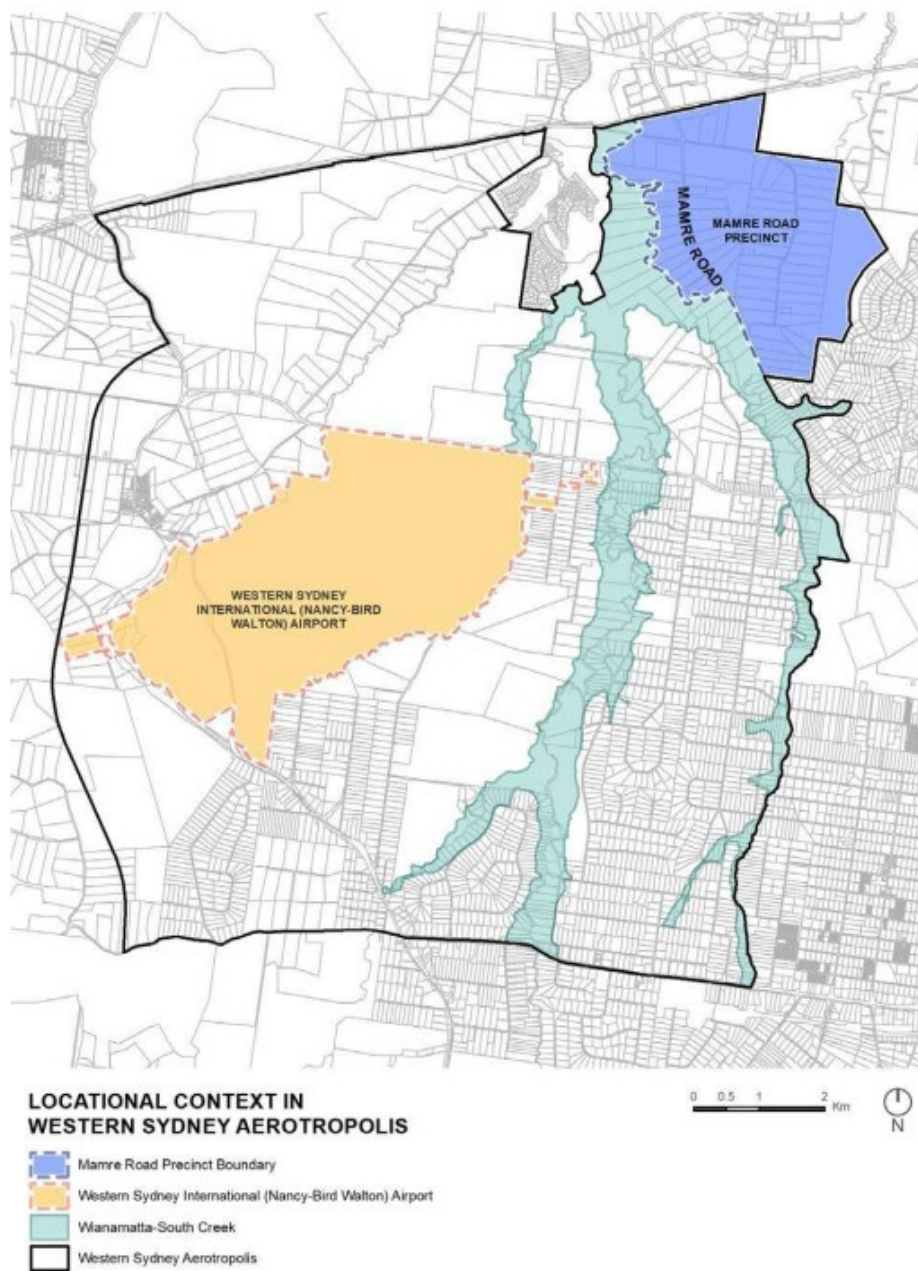 MAMRE ROAD
MAMRE ROAD
PRECINCT
WESTERN SYDNEY
INTERNATIONAL (NANCY-BIRD
WALTON) AIRPORT
LOCATIONAL CONTEXT IN
WESTERN SYDNEY AEROTROPOLIS
0 0.5 1 2
Km
N
Mamre Road Precinct Boundary
Western Sydney International (Nancy-Bird Walton) Airport
Wianamatta-South Creek
Western Sydney Aerotropolis